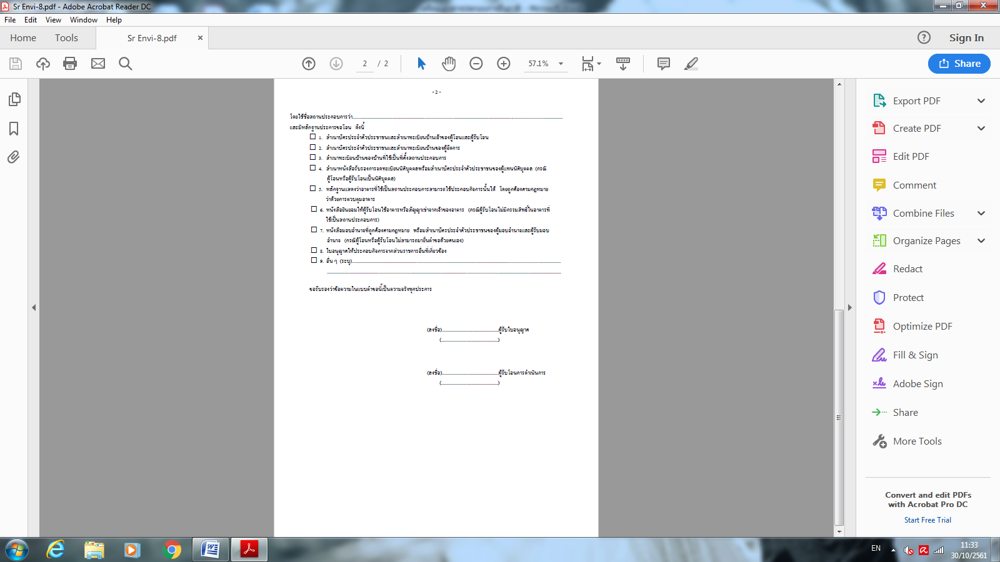 Sr Envi-8.pdf - Adobe Acrobat Reader DC
File Edit View Window Help
Home Tools Sr Envi-8.pdf × Sign In
2 / 2 57.1% Share
- 2 -
โดยใช้ชื่อสถานประกอบการว่า
และมีหลักฐานประกอบการขอโอน ดังนี้
1. สำเนาบัตรประจำตัวประชาชนและสำเนาทะเบียนบ้านเจ้าของผู้โอนและผู้รับโอน
2. สำเนาบัตรประจำตัวประชาชนและสำเนาทะเบียนบ้านของผู้จัดการ
3. สำเนาทะเบียนบ้านของบ้านที่ใช้เป็นที่ตั้งสถานประกอบการ
4. สำเนาหนังสือรับรองการจดทะเบียนนิติบุคคลพร้อมสำเนาบัตรประจำตัวประชาชนของผู้แทนนิติบุคคล (กรณี
ผู้โอนหรือผู้รับโอนเป็นนิติบุคคล)
5. หลักฐานแสดงว่าอาคารที่ใช้เป็นสถานประกอบการสามารถใช้ประกอบกิจการนั้นได้ โดยถูกต้องตามกฎหมาย
ว่าด้วยการควบคุมอาคาร
6. หนังสือยินยอมให้ผู้รับโอนใช้อาคารหรือสัญญาเช่าจากเจ้าของอาคาร (กรณีผู้รับโอนไม่มีกรรมสิทธิ์ในอาคารที่
ใช้เป็นสถานประกอบการ)
7. หนังสือมอบอำนาจที่ถูกต้องตามกฎหมาย พร้อมสำเนาบัตรประจำตัวประชาชนของผู้มอบอำนาจและผู้รับมอบ
อำนาจ (กรณีผู้โอนหรือผู้รับโอนไม่สามารถมายื่นคำขอด้วยตนเอง)
8. ใบอนุญาตให้ประกอบกิจการจากส่วนราชการอื่นที่เกี่ยวข้อง
9. อื่น ๆ (ระบุ)
ขอรับรองว่าข้อความในแบบคำขอนี้เป็นความจริงทุกประการ
(ลงชื่อ)........................ผู้รับใบอนุญาต
(........................)
(ลงชื่อ)........................ผู้รับโอนการดำเนินการ
(........................)
Export PDF
Create PDF
Edit PDF
Comment
Combine Files
Organize Pages
Redact
Protect
Optimize PDF
Fill & Sign
Adobe Sign
Share
More Tools
Convert and edit PDFs
with Acrobat Pro DC
Start Free Trial
EN 11:33
30/10/2561